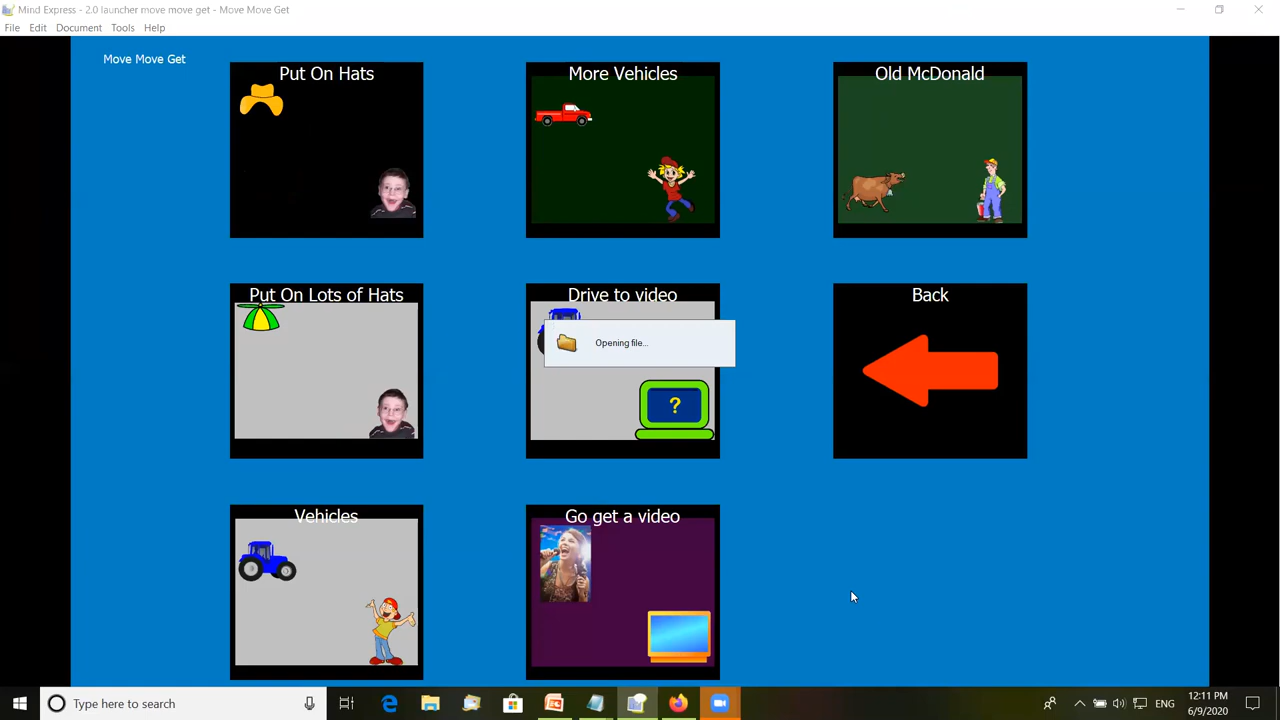 Mind Express - 2.0 launcher move move get - Move Move Get
File Edit Document Tools Help
Move Move Get
Put On Hats
More Vehicles
Old McDonald
Put On Lots of Hats
Drive to video
Back
Opening file...
?
Vehicles
Go get a video
Type here to search
ENG
12:11 PM
6/9/2020